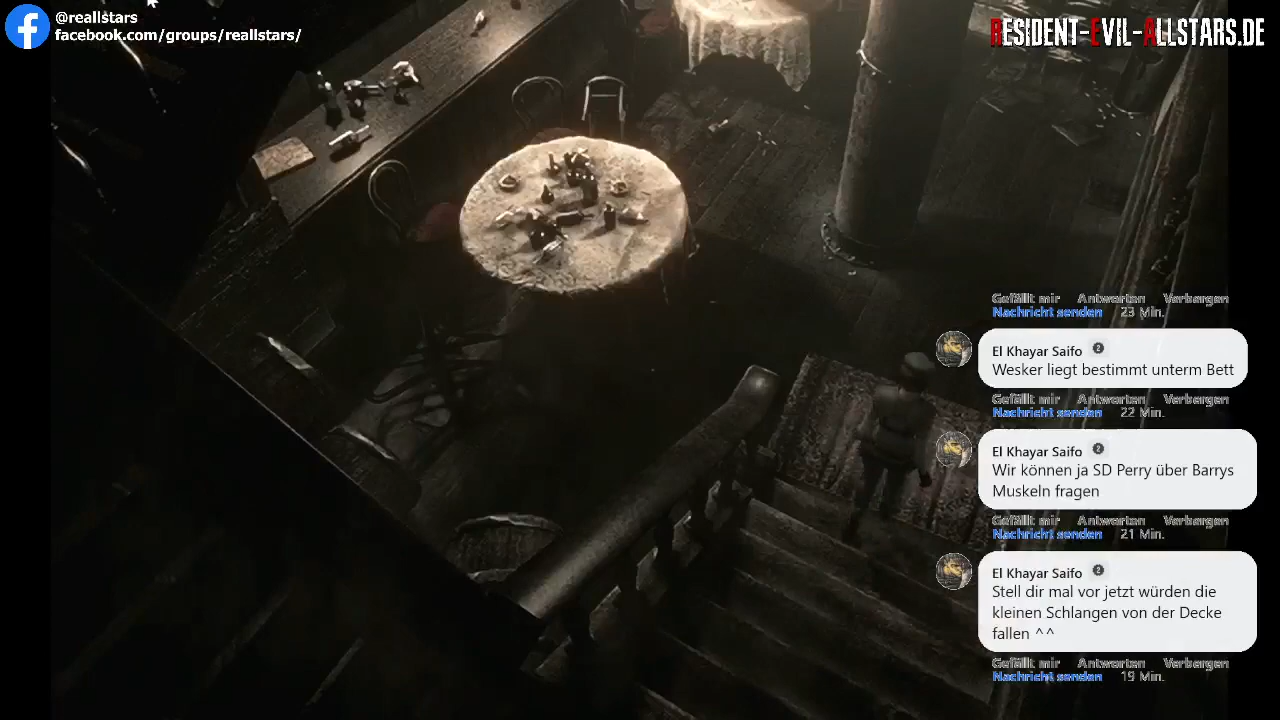 @reallstars
facebook.com/groups/reallstars/
RESIDENT-EVIL-ALLSTARS.DE
Gefällt mir Antworten Verbergen
Nachricht senden 23 Min.
El Khayar Saifo 2
Wesker liegt bestimmt unterm Bett
Gefällt mir Antworten Verbergen
Nachricht senden 22 Min.
El Khayar Saifo 2
Wir können ja SD Perry über Barrys
Muskeln fragen
Gefällt mir Antworten Verbergen
Nachricht senden 21 Min.
El Khayar Saifo 2
Stell dir mal vor jetzt würden die
kleinen Schlangen von der Decke
fallen ^^
Gefällt mir Antworten Verbergen
Nachricht senden 19 Min.